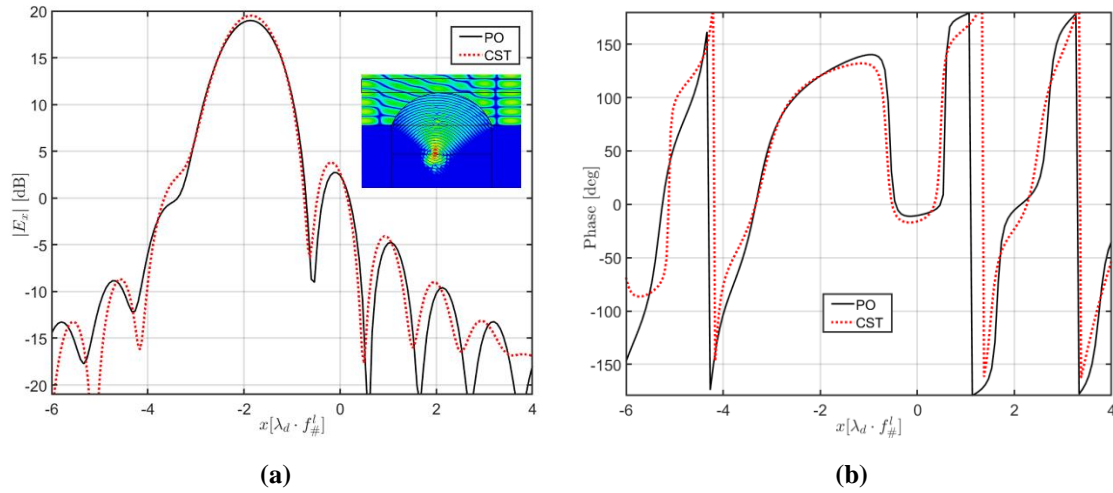 20
15
10
5
0
-5
-10
-15
-20
|E_x| [dB]
-6 -4 -2 0 2 4
x[λ_d · f_#^l]
PO
CST
(a)
150
100
50
0
-50
-100
-150
Phase [deg]
-6 -4 -2 0 2 4
x[λ_d · f_#^l]
PO
CST
(b)